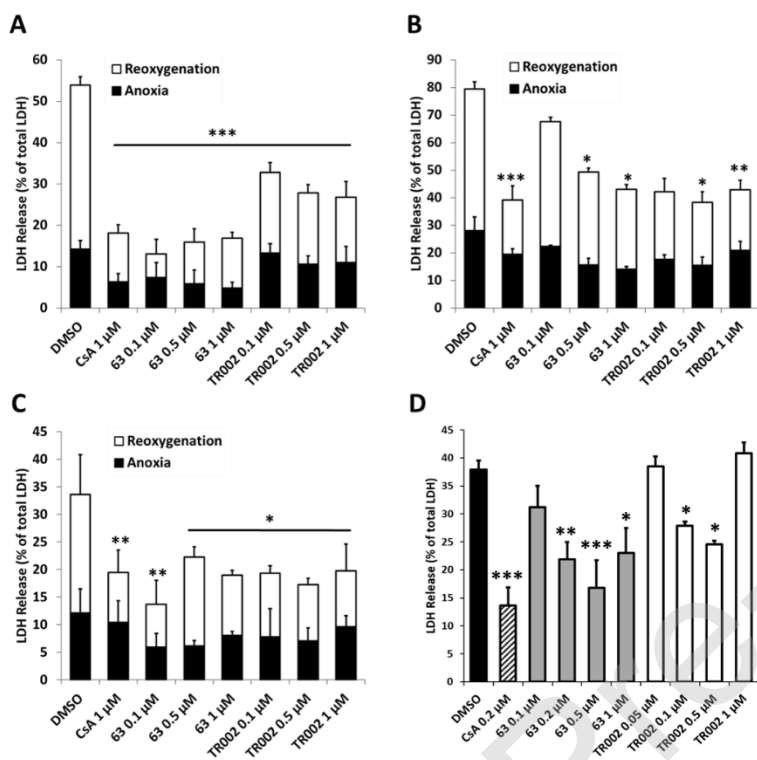 A
LDH Release (% of total LDH)
60
50
40
30
20
10
0
Reoxygenation
Anoxia
***
DMSO
CsA 1 µM
63 0.1 µM
63 0.5 µM
63 1 µM
TR002 0.1 µM
TR002 0.5 µM
TR002 1 µM
B
LDH Release (% of total LDH)
90
80
70
60
50
40
30
20
10
0
Reoxygenation
Anoxia
***
*
*
*
**
DMSO
CsA 1 µM
63 0.1 µM
63 0.5 µM
63 1 µM
TR002 0.1 µM
TR002 0.5 µM
TR002 1 µM
C
LDH Release (% of total LDH)
45
40
35
30
25
20
15
10
5
0
Reoxygenation
Anoxia
**
**
*
DMSO
CsA 1 µM
63 0.1 µM
63 0.5 µM
63 1 µM
TR002 0.1 µM
TR002 0.5 µM
TR002 1 µM
D
LDH Release (% of total LDH)
45
40
35
30
25
20
15
10
5
0
***
**
***
*
*
*
DMSO
CsA 0.2 µM
63 0.1 µM
63 0.2 µM
63 0.5 µM
63 1 µM
TR002 0.05 µM
TR002 0.1 µM
TR002 0.5 µM
TR002 1 µM
Pre